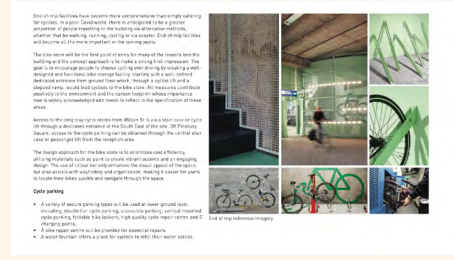 End-of-trip facilities have become more comprehensive than simply catering
for cyclists. In a post-Covid world, there is anticipated to be a greater
proportion of people travelling to the building via alternative methods,
whether that be walking, running, cycling or via scooter. End-of-trip facilities
will become all the more important in the coming years.
The bike store will be the first point of entry for many of the tenants into the
building and the concept approach is to make a strong first impression. The
goal is to encourage people to choose cycling over driving by creating a well-
designed and functional bike storage facility, starting with a well-defined
dedicated entrance from ground floor which, through a cyclist lift and a
stepped ramp, would lead cyclists to the bike store. All measures contribute
positively to the environment and the carbon footprint whose importance
now is widely acknowledged and needs to reflect in the specification of these
areas.
Access to the long stay cycle stores from Wilson St is via a stair case or cycle
lift through a dedicated entrance at the South East of the site. Off Finsbury
Square, access to the cycle parking can be obtained through the central stair
case or passenger lift from the reception area.
The design approach for the bike store is to prioritizes cost efficiency,
utilizing materials such as paint to create vibrant accents and an engaging
design. The use of colour not only enhances the visual appeal of the space
but also assists with wayfinding and organization, making it easier for users
to locate their bikes quickly and navigate through the space.
Cycle parking
• A variety of secure parking types will be used at lower ground level,
including: double tier cycle parking, accessible parking, vertical mounted
cycle parking, foldable bike lockers, high quality cycle repair centre and E
charging points.
• A bike repair centre will be provided for essential repairs
• A water fountain offers a place for cyclists to refill their water bottles.
End of trip reference imagery